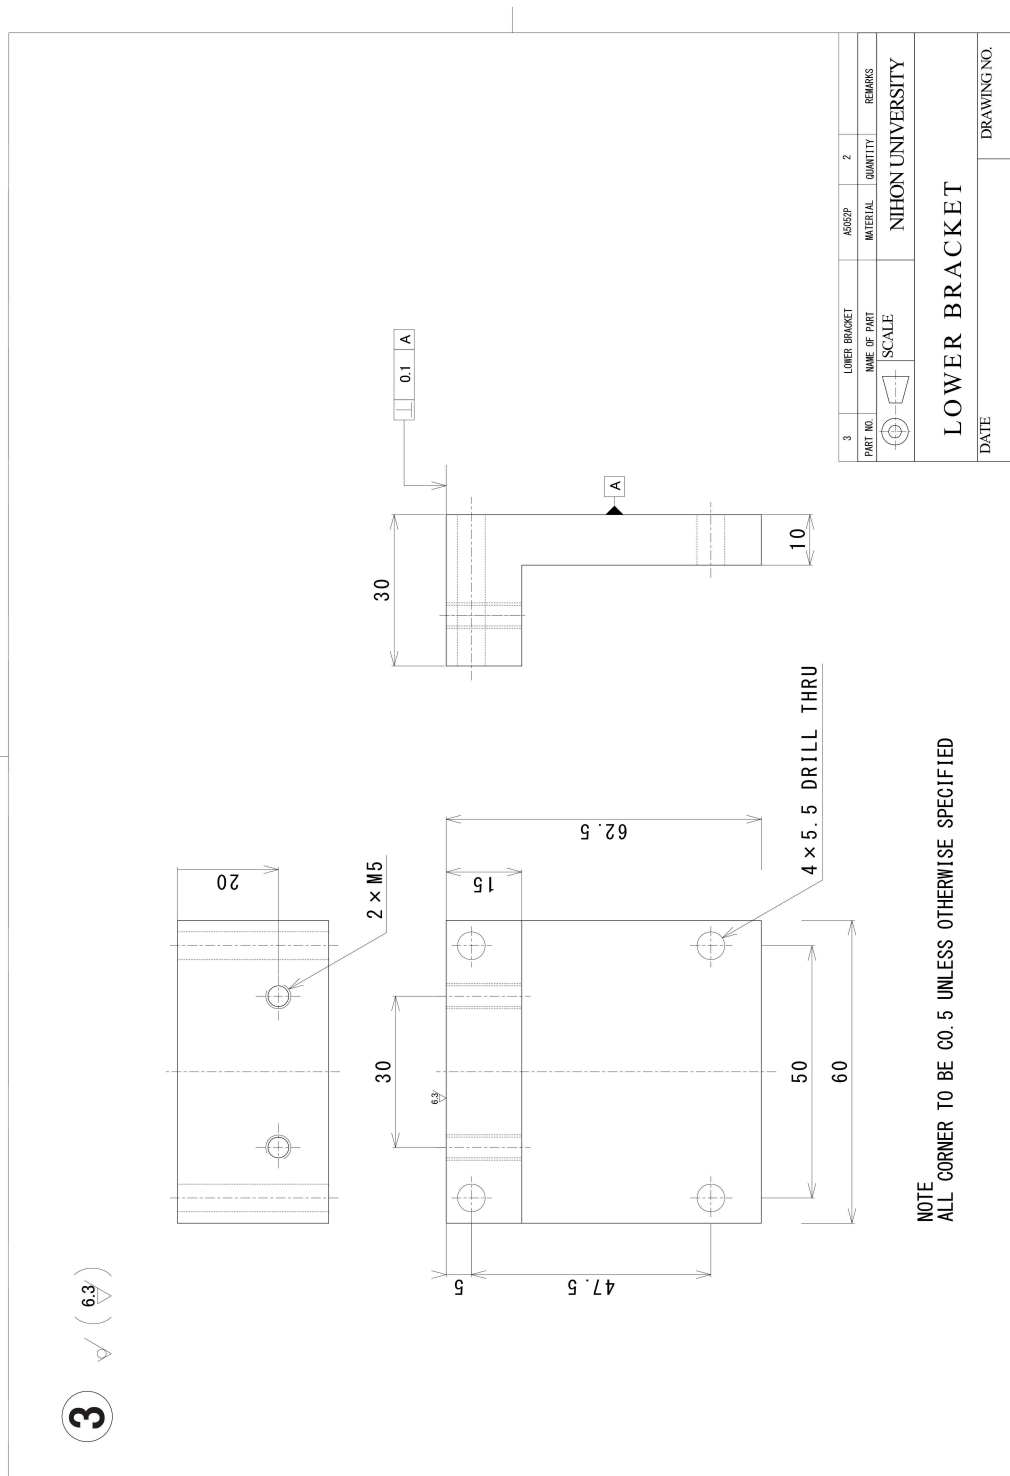 3
6.3
20
2×M5
30
6.3
15
62.5
5
47.5
50
60
4×5.5 DRILL THRU
30
0.1 A
A
10
NOTE
ALL CORNER TO BE C0.5 UNLESS OTHERWISE SPECIFIED
3 LOWER BRACKET A5052P 2
PART NO. NAME OF PART MATERIAL QUANTITY REMARKS
SCALE NIHON UNIVERSITY
LOWER BRACKET
DATE DRAWING NO.